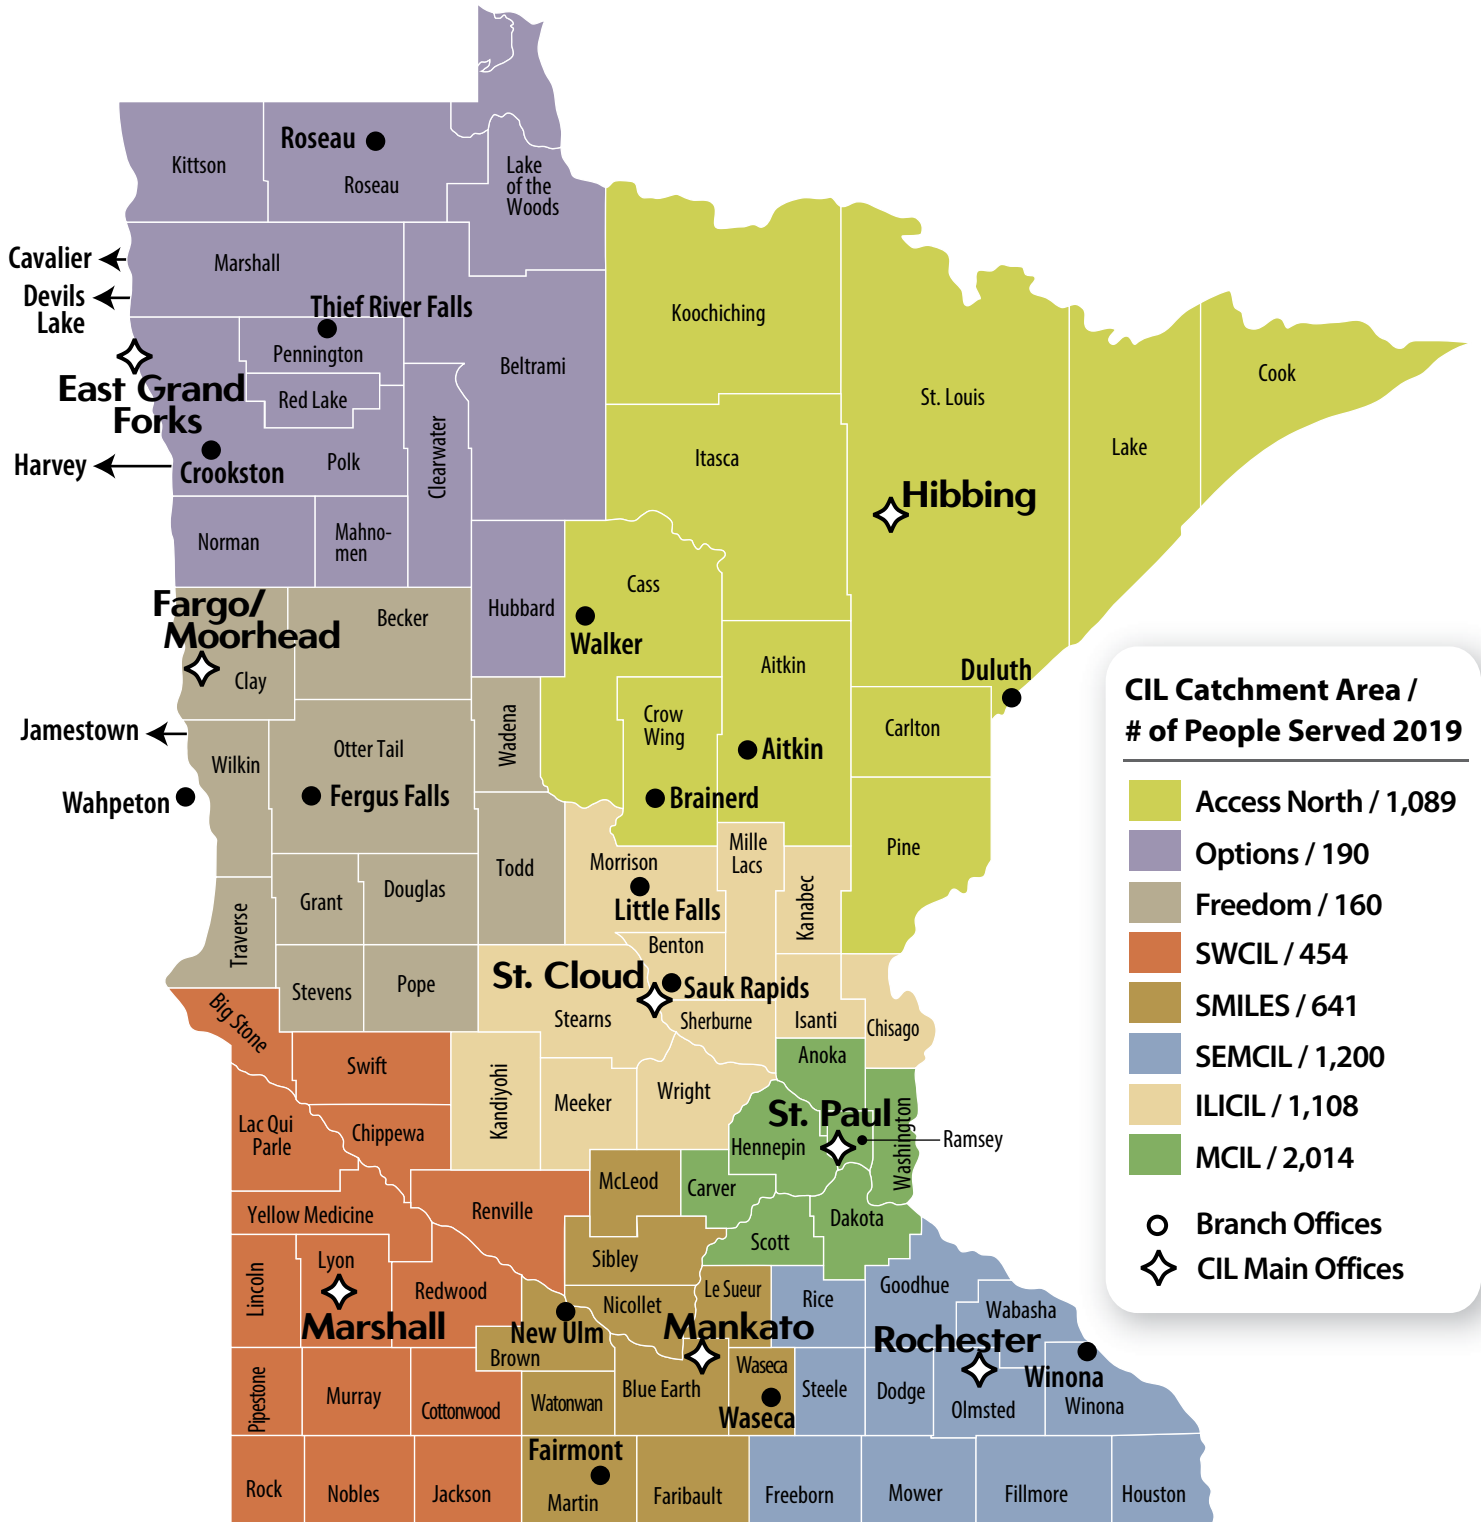 Roseau
Kittson
Roseau
Lake
of the
Woods
Cavalier
Marshall
Devils
Lake
Thief River Falls
Koochiching
Pennington
Beltrami
Cook
East Grand
Forks
Red Lake
St. Louis
Clearwater
Lake
Harvey
Crookston
Polk
Itasca
Hibbing
Norman
Mahno-
men
Fargo/
Moorhead
Becker
Hubbard
Cass
Walker
Clay
Aitkin
Duluth
Jamestown
Wilkin
Otter Tail
Wadena
Crow
Wing
Aitkin
Carlton
Wahpeton
Fergus Falls
Brainerd
Todd
Morrison
Mille
Lacs
Pine
Grant
Douglas
Little Falls
Kanabec
Traverse
Benton
Stevens
Pope
St. Cloud
Sauk Rapids
Big Stone
Stearns
Sherburne
Isanti
Chisago
Swift
Kandiyohi
Meeker
Wright
Anoka
Lac Qui
Parle
Chippewa
St. Paul
Hennepin
Washington
Ramsey
McLeod
Carver
Yellow Medicine
Renville
Dakota
Scott
Lincoln
Lyon
Redwood
Sibley
Le Sueur
Rice
Goodhue
Nicollet
Wabasha
Marshall
New Ulm
Brown
Mankato
Rochester
Pipestone
Murray
Cottonwood
Watonwan
Blue Earth
Waseca
Waseca
Steele
Dodge
Olmsted
Winona
Winona
Fairmont
Rock
Nobles
Jackson
Martin
Faribault
Freeborn
Mower
Fillmore
Houston
CIL Catchment Area /
# of People Served 2019
Access North / 1,089
Options / 190
Freedom / 160
SWCIL / 454
SMILES / 641
SEMCIL / 1,200
ILICIL / 1,108
MCIL / 2,014
Branch Offices
CIL Main Offices